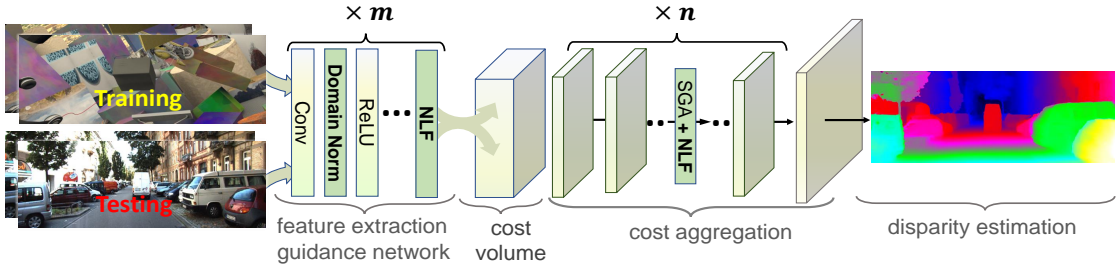 × m
× n
Training
Testing
Conv
Domain Norm
ReLU
NLF
SGA + NLF
feature extraction
guidance network
cost
volume
cost aggregation
disparity estimation